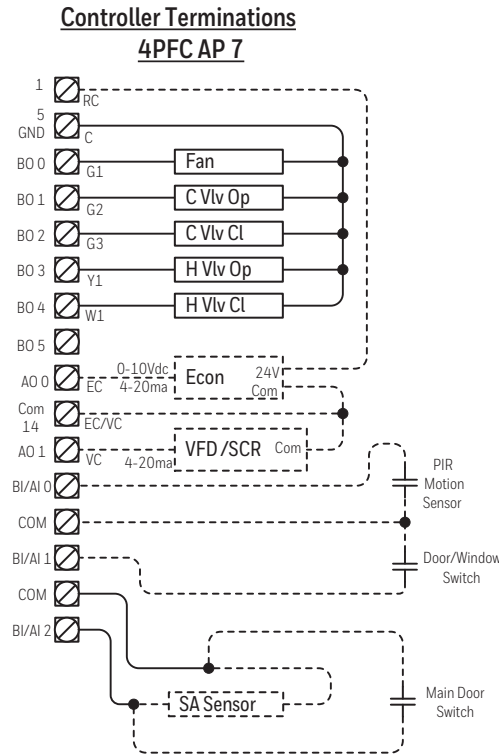 Controller Terminations
4PFC AP 7
1
RC
5
GND
C
BO 0
G1
Fan
BO 1
G2
C Vlv Op
BO 2
G3
C Vlv Cl
BO 3
Y1
H Vlv Op
BO 4
W1
H Vlv Cl
BO 5
AO 0
EC
0-10Vdc
4-20ma
Econ
24V
Com
Com
14
EC/VC
AO 1
VC
4-20ma
VFD/SCR
Com
BI/AI 0
PIR
Motion
Sensor
COM
BI/AI 1
Door/Window
Switch
COM
BI/AI 2
SA Sensor
Main Door
Switch